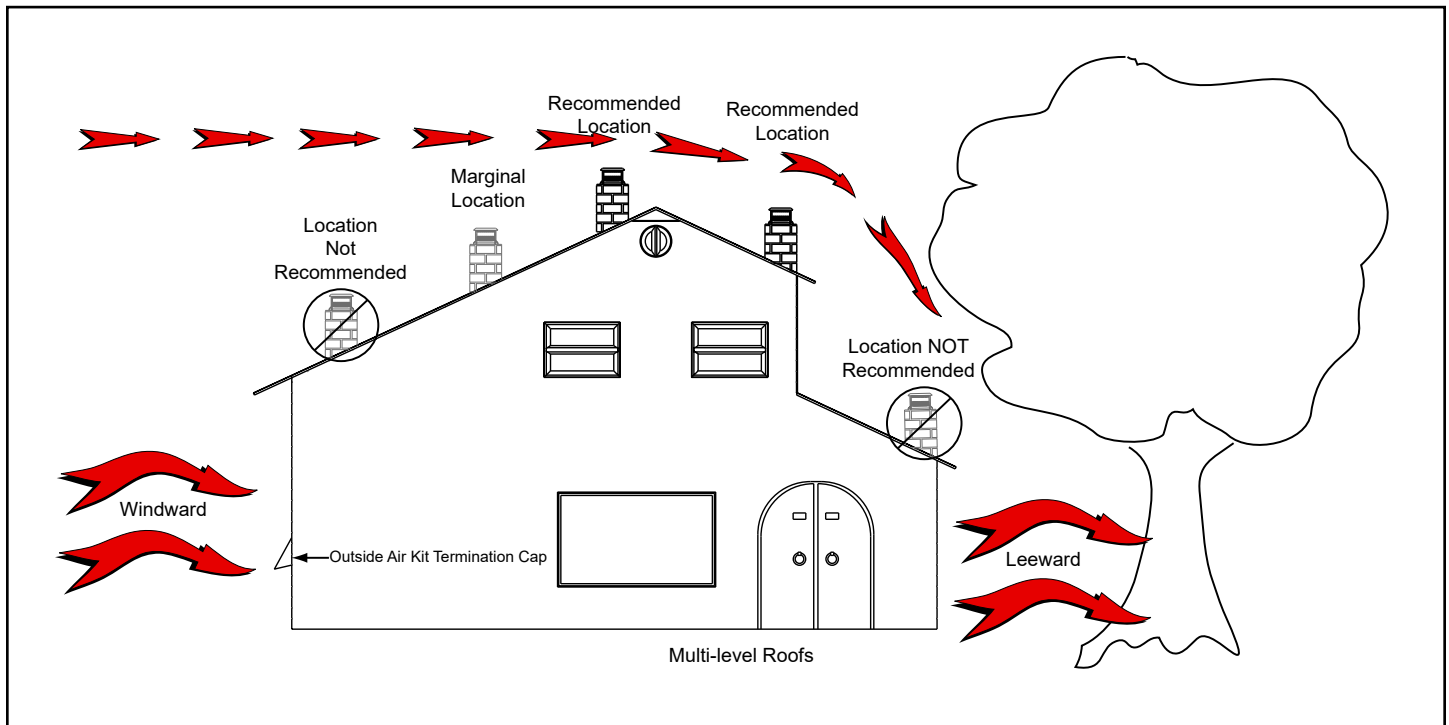 Recommended
Location
Recommended
Location
Marginal
Location
Location
Not
Recommended
Location NOT
Recommended
Windward
Outside Air Kit Termination Cap
Leeward
Multi-level Roofs